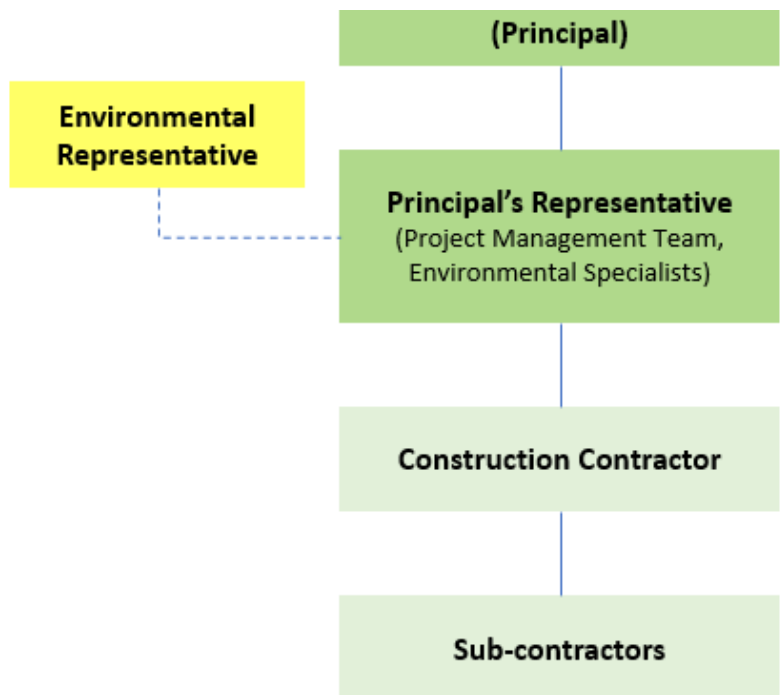 (Principal)
Environmental
Representative
Principal’s Representative
(Project Management Team,
Environmental Specialists)
Construction Contractor
Sub-contractors